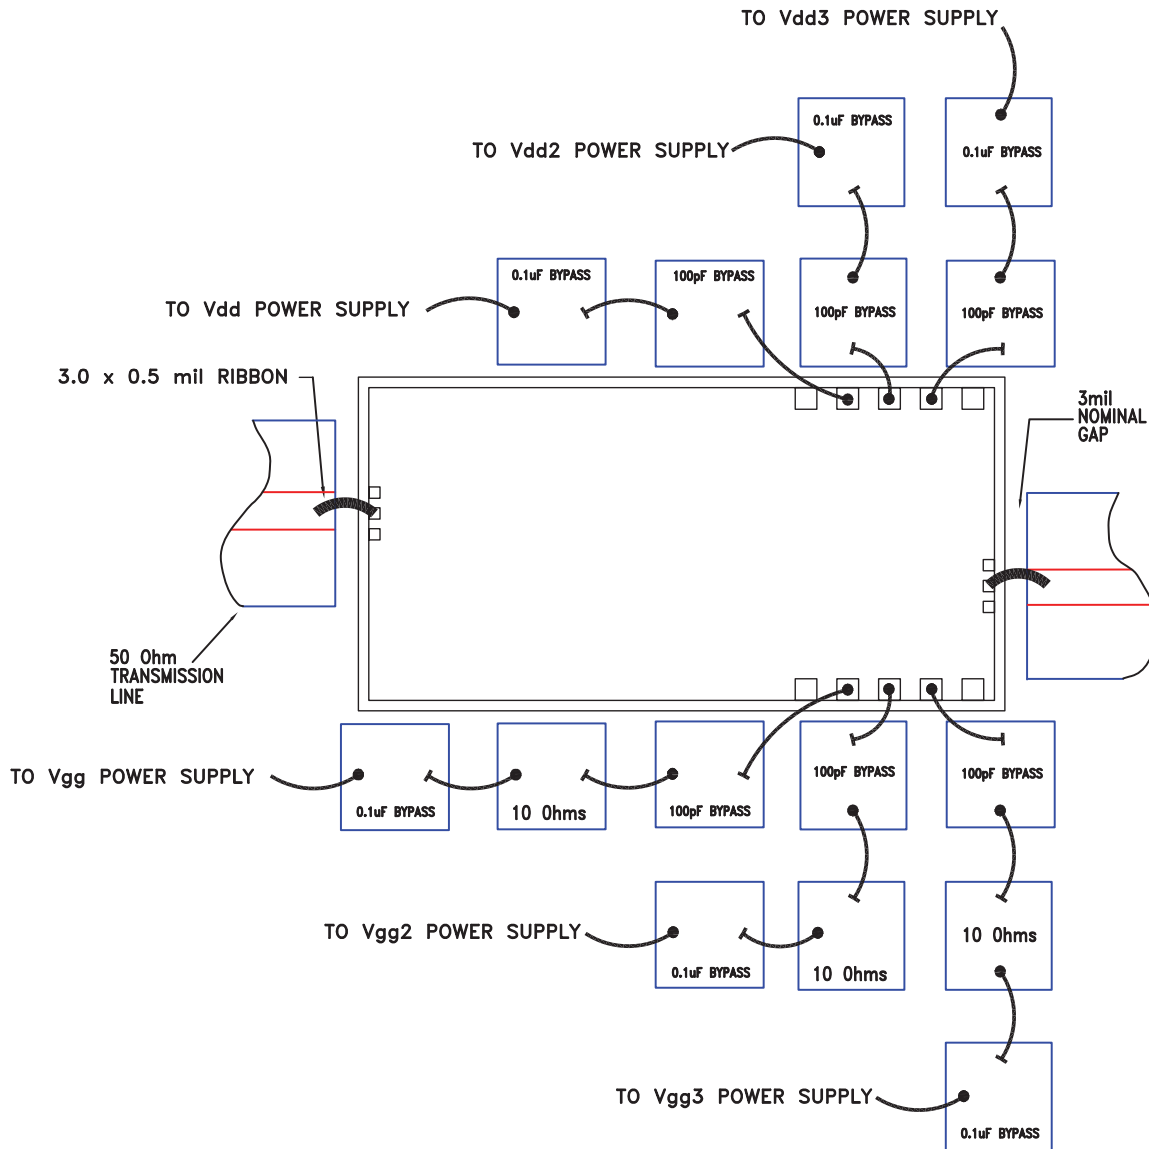 TO Vdd3 POWER SUPPLY
0.1uF BYPASS
TO Vdd2 POWER SUPPLY
0.1uF BYPASS
0.1uF BYPASS
100pF BYPASS
TO Vdd POWER SUPPLY
100pF BYPASS
100pF BYPASS
3.0 x 0.5 mil RIBBON
3mil
NOMINAL
GAP
50 Ohm
TRANSMISSION
LINE
TO Vgg POWER SUPPLY
0.1uF BYPASS
10 Ohms
100pF BYPASS
100pF BYPASS
100pF BYPASS
TO Vgg2 POWER SUPPLY
0.1uF BYPASS
10 Ohms
10 Ohms
TO Vgg3 POWER SUPPLY
0.1uF BYPASS